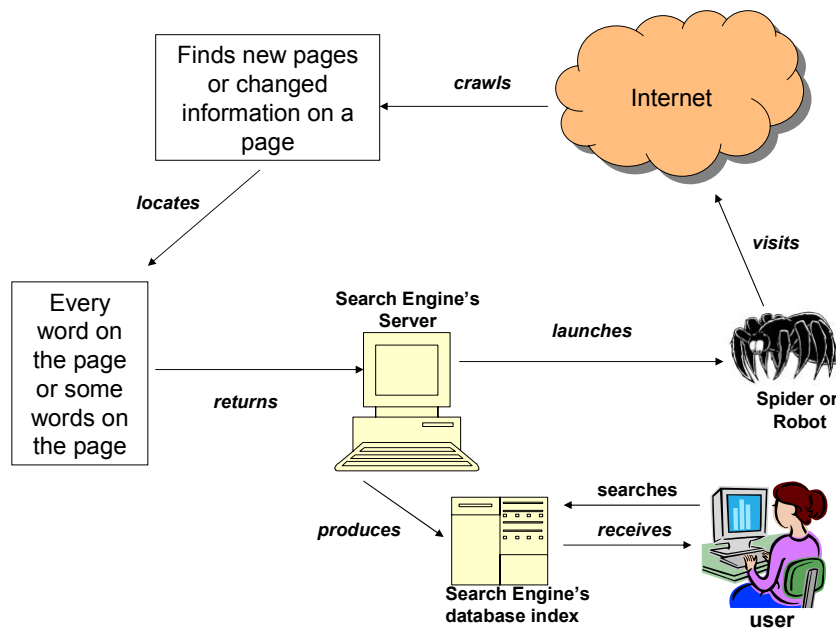 Finds new pages
or changed
information on a
page
crawls
Internet
locates
visits
Every
word on
the page
or some
words on
the page
returns
Search Engine's
Server
launches
Spider or
Robot
produces
searches
receives
Search Engine's
database index
user